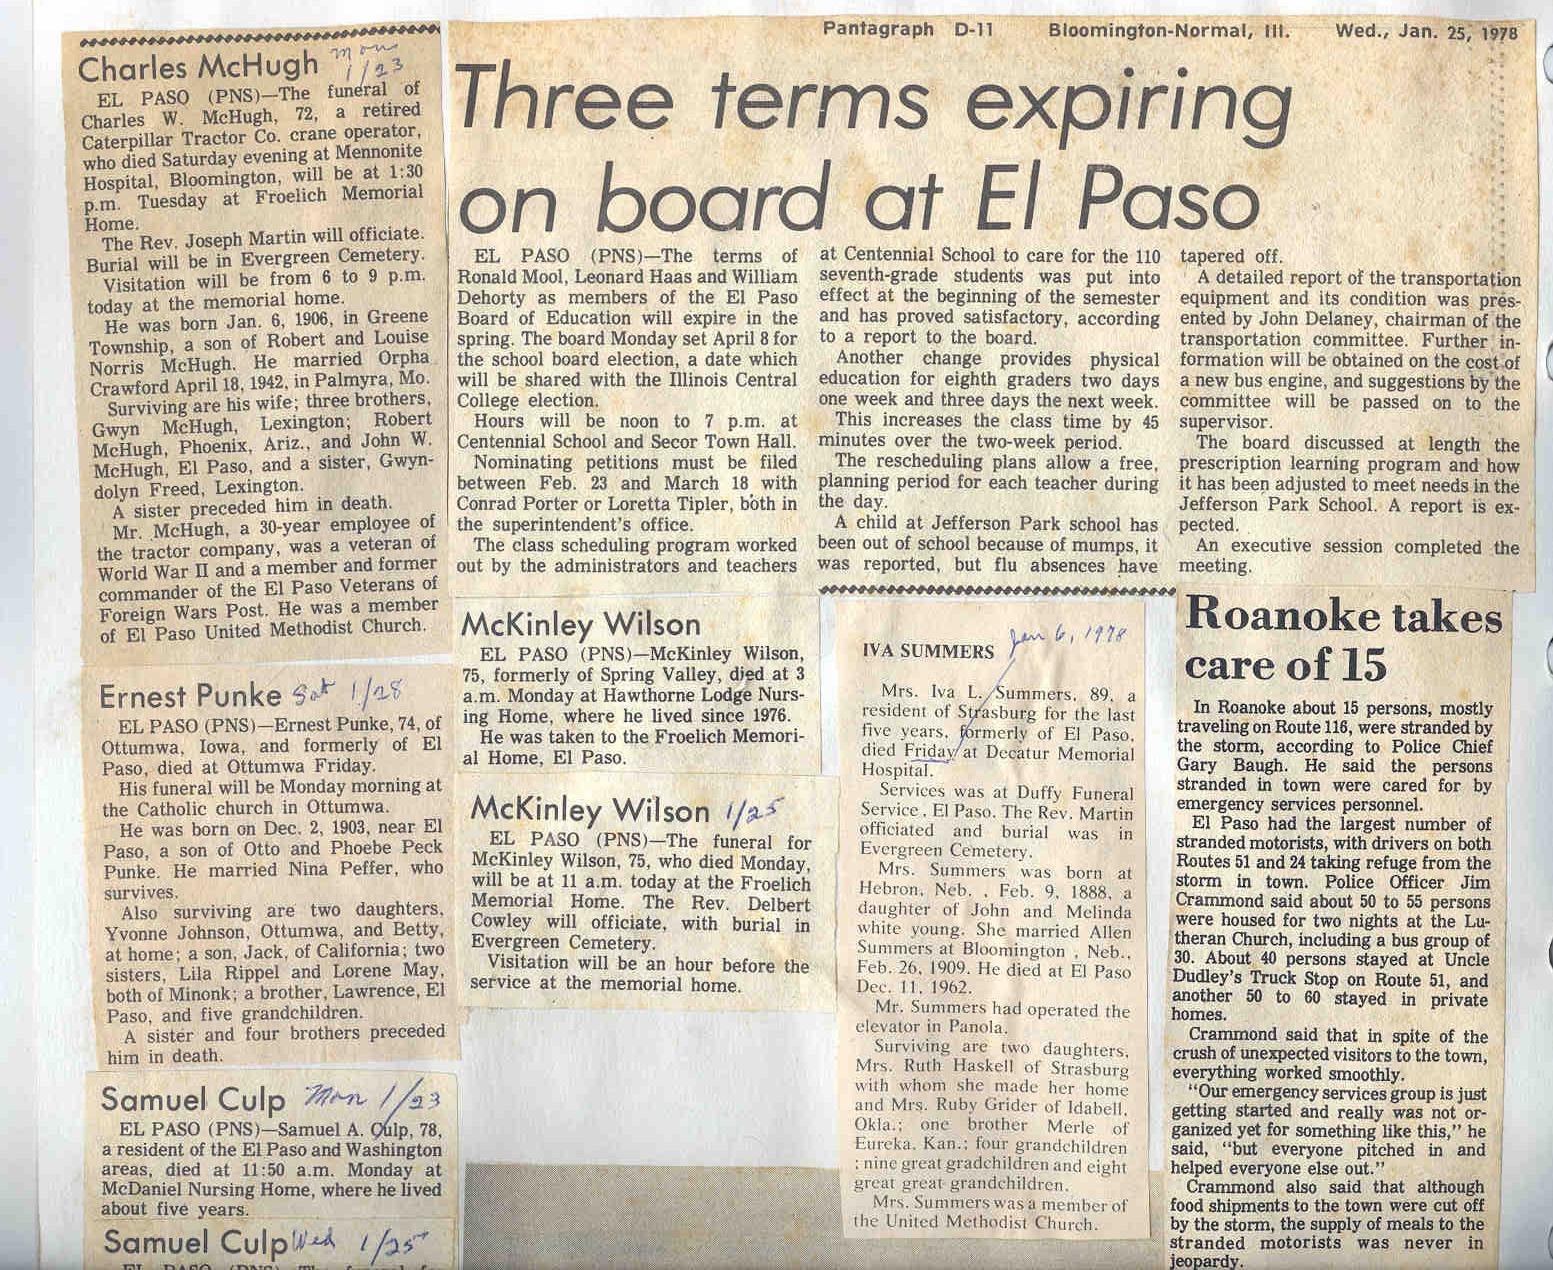 Charles McHugh Mon 1/23
EL PASO (PNS)—The funeral of
Charles W. McHugh, 72, a retired
Caterpillar Tractor Co. crane operator,
who died Saturday evening at Mennonite
Hospital, Bloomington, will be at 1:30
p.m. Tuesday at Froelich Memorial
Home.
The Rev. Joseph Martin will officiate.
Burial will be in Evergreen Cemetery.
Visitation will be from 6 to 9 p.m.
today at the memorial home.
He was born Jan. 6, 1906, in Greene
Township, a son of Robert and Louise
Norris McHugh. He married Orpha
Crawford April 18, 1942, in Palmyra, Mo.
Surviving are his wife; three brothers,
Gwyn McHugh, Lexington; Robert
McHugh, Phoenix, Ariz., and John W.
McHugh, El Paso, and a sister, Gwyn-
dolyn Freed, Lexington.
A sister preceded him in death.
Mr. McHugh, a 30-year employee of
the tractor company, was a veteran of
World War II and a member and former
commander of the El Paso Veterans of
Foreign Wars Post. He was a member
of El Paso United Methodist Church.
Ernest Punke Sat 1/28
EL PASO (PNS)—Ernest Punke, 74, of
Ottumwa, Iowa, and formerly of El
Paso, died at Ottumwa Friday.
His funeral will be Monday morning at
the Catholic church in Ottumwa.
He was born on Dec. 2, 1903, near El
Paso, a son of Otto and Phoebe Peck
Punke. He married Nina Peffer, who
survives.
Also surviving are two daughters,
Yvonne Johnson, Ottumwa, and Betty,
at home; a son, Jack, of California; two
sisters, Lila Rippel and Lorene May,
both of Minonk; a brother, Lawrence, El
Paso, and five grandchildren.
A sister and four brothers preceded
him in death.
Samuel Culp Mon 1/23
EL PASO (PNS)—Samuel A. Culp, 78,
a resident of the El Paso and Washington
areas, died at 11:50 a.m. Monday at
McDaniel Nursing Home, where he lived
about five years.
Samuel Culp Wed 1/25
EL PASO (PNS)—The funeral for
Pantagraph D-11 Bloomington-Normal, Ill. Wed., Jan. 25, 1978
Three terms expiring
on board at El Paso
EL PASO (PNS)—The terms of
Ronald Mool, Leonard Haas and William
Dehorty as members of the El Paso
Board of Education will expire in the
spring. The board Monday set April 8 for
the school board election, a date which
will be shared with the Illinois Central
College election.
Hours will be noon to 7 p.m. at
Centennial School and Secor Town Hall.
Nominating petitions must be filed
between Feb. 23 and March 18 with
Conrad Porter or Loretta Tipler, both in
the superintendent's office.
The class scheduling program worked
out by the administrators and teachers
at Centennial School to care for the 110
seventh-grade students was put into
effect at the beginning of the semester
and has proved satisfactory, according
to a report to the board.
Another change provides physical
education for eighth graders two days
one week and three days the next week.
This increases the class time by 45
minutes over the two-week period.
The rescheduling plans allow a free,
planning period for each teacher during
the day.
A child at Jefferson Park school has
been out of school because of mumps, it
was reported, but flu absences have
tapered off.
A detailed report of the transportation
equipment and its condition was pres-
ented by John Delaney, chairman of the
transportation committee. Further in-
formation will be obtained on the cost of
a new bus engine, and suggestions by the
committee will be passed on to the
supervisor.
The board discussed at length the
prescription learning program and how
it has been adjusted to meet needs in the
Jefferson Park School. A report is ex-
pected.
An executive session completed the
meeting.
McKinley Wilson
EL PASO (PNS)—McKinley Wilson,
75, formerly of Spring Valley, died at 3
a.m. Monday at Hawthorne Lodge Nurs-
ing Home, where he lived since 1976.
He was taken to the Froelich Memori-
al Home, El Paso.
McKinley Wilson 1/25
EL PASO (PNS)—The funeral for
McKinley Wilson, 75, who died Monday,
will be at 11 a.m. today at the Froelich
Memorial Home. The Rev. Delbert
Cowley will officiate, with burial in
Evergreen Cemetery.
Visitation will be an hour before the
service at the memorial home.
IVA SUMMERS Jan 6, 1978
Mrs. Iva L. Summers, 89, a
resident of Strasburg for the last
five years, formerly of El Paso,
died Friday at Decatur Memorial
Hospital.
Services was at Duffy Funeral
Service , El Paso. The Rev. Martin
officiated and burial was in
Evergreen Cemetery.
Mrs. Summers was born at
Hebron, Neb. , Feb. 9, 1888, a
daughter of John and Melinda
white young. She married Allen
Summers at Bloomington , Neb.,
Feb. 26, 1909. He died at El Paso
Dec. 11, 1962.
Mr. Summers had operated the
elevator in Panola.
Surviving are two daughters,
Mrs. Ruth Haskell of Strasburg
with whom she made her home
and Mrs. Ruby Grider of Idabell,
Okla.; one brother Merle of
Eureka, Kan.; four grandchildren
; nine great gradchildren and eight
great great-grandchildren.
Mrs. Summers was a member of
the United Methodist Church.
Roanoke takes
care of 15
In Roanoke about 15 persons, mostly
traveling on Route 116, were stranded by
the storm, according to Police Chief
Gary Baugh. He said the persons
stranded in town were cared for by
emergency services personnel.
El Paso had the largest number of
stranded motorists, with drivers on both
Routes 51 and 24 taking refuge from the
storm in town. Police Officer Jim
Crammond said about 50 to 55 persons
were housed for two nights at the Lu-
theran Church, including a bus group of
30. About 40 persons stayed at Uncle
Dudley's Truck Stop on Route 51, and
another 50 to 60 stayed in private
homes.
Crammond said that in spite of the
crush of unexpected visitors to the town,
everything worked smoothly.
"Our emergency services group is just
getting started and really was not or-
ganized yet for something like this," he
said, "but everyone pitched in and
helped everyone else out."
Crammond also said that although
food shipments to the town were cut off
by the storm, the supply of meals to the
stranded motorists was never in
jeopardy.